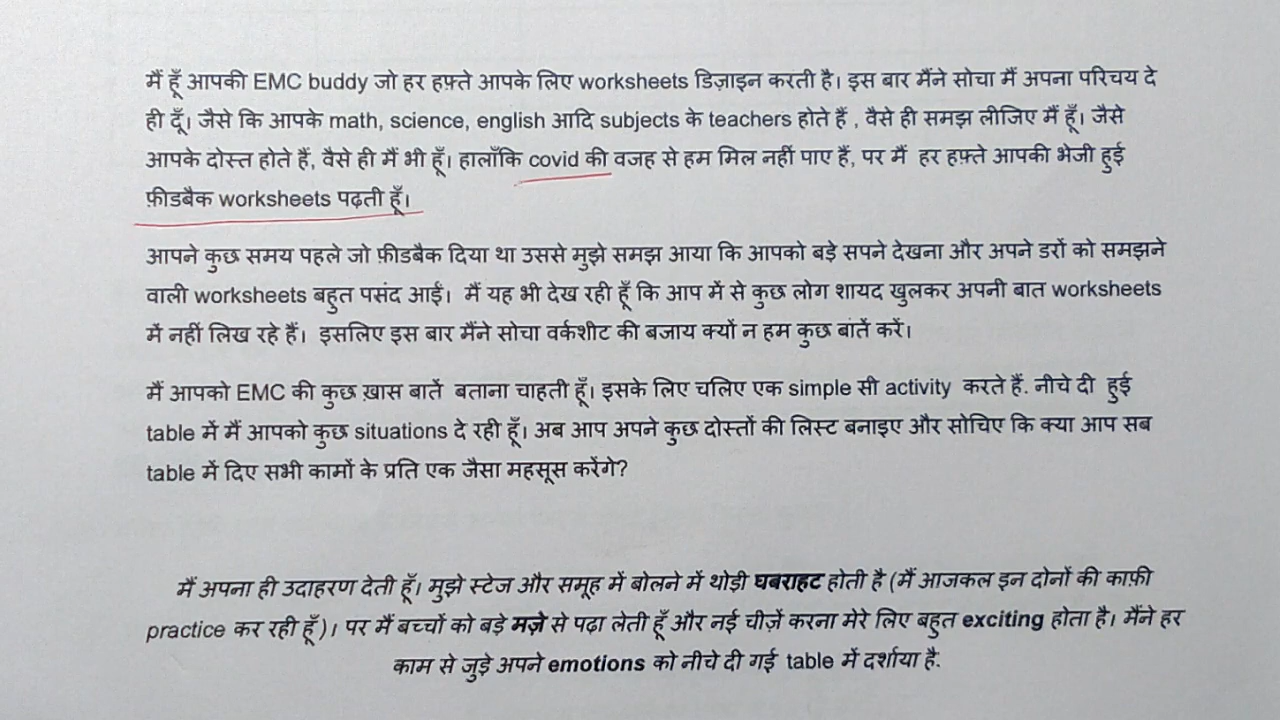 मैं हूँ आपकी EMC buddy जो हर हफ़्ते आपके लिए worksheets डिज़ाइन करती है। इस बार मैंने सोचा मैं अपना परिचय दे
ही दूँ। जैसे कि आपके math, science, english आदि subjects के teachers होते हैं , वैसे ही समझ लीजिए मैं हूँ। जैसे
आपके दोस्त होते हैं, वैसे ही मैं भी हूँ। हालाँकि covid की वजह से हम मिल नहीं पाए हैं, पर मैं हर हफ़्ते आपकी भेजी हुई
फ़ीडबैक worksheets पढ़ती हूँ।
आपने कुछ समय पहले जो फ़ीडबैक दिया था उससे मुझे समझ आया कि आपको बड़े सपने देखना और अपने डरों को समझने
वाली worksheets बहुत पसंद आईं। मैं यह भी देख रही हूँ कि आप में से कुछ लोग शायद खुलकर अपनी बात worksheets
में नहीं लिख रहे हैं। इसलिए इस बार मैंने सोचा वर्कशीट की बजाय क्यों न हम कुछ बातें करें।
मैं आपको EMC की कुछ ख़ास बातें बताना चाहती हूँ। इसके लिए चलिए एक simple सी activity करते हैं. नीचे दी हुई
table में मैं आपको कुछ situations दे रही हूँ। अब आप अपने कुछ दोस्तों की लिस्ट बनाइए और सोचिए कि क्या आप सब
table में दिए सभी कामों के प्रति एक जैसा महसूस करेंगे?
मैं अपना ही उदाहरण देती हूँ। मुझे स्टेज और समूह में बोलने में थोड़ी घबराहट होती है (मैं आजकल इन दोनों की काफ़ी
practice कर रही हूँ)। पर मैं बच्चों को बड़े मज़े से पढ़ा लेती हूँ और नई चीज़ें करना मेरे लिए बहुत exciting होता है। मैंने हर
काम से जुड़े अपने emotions को नीचे दी गई table में दर्शाया है.